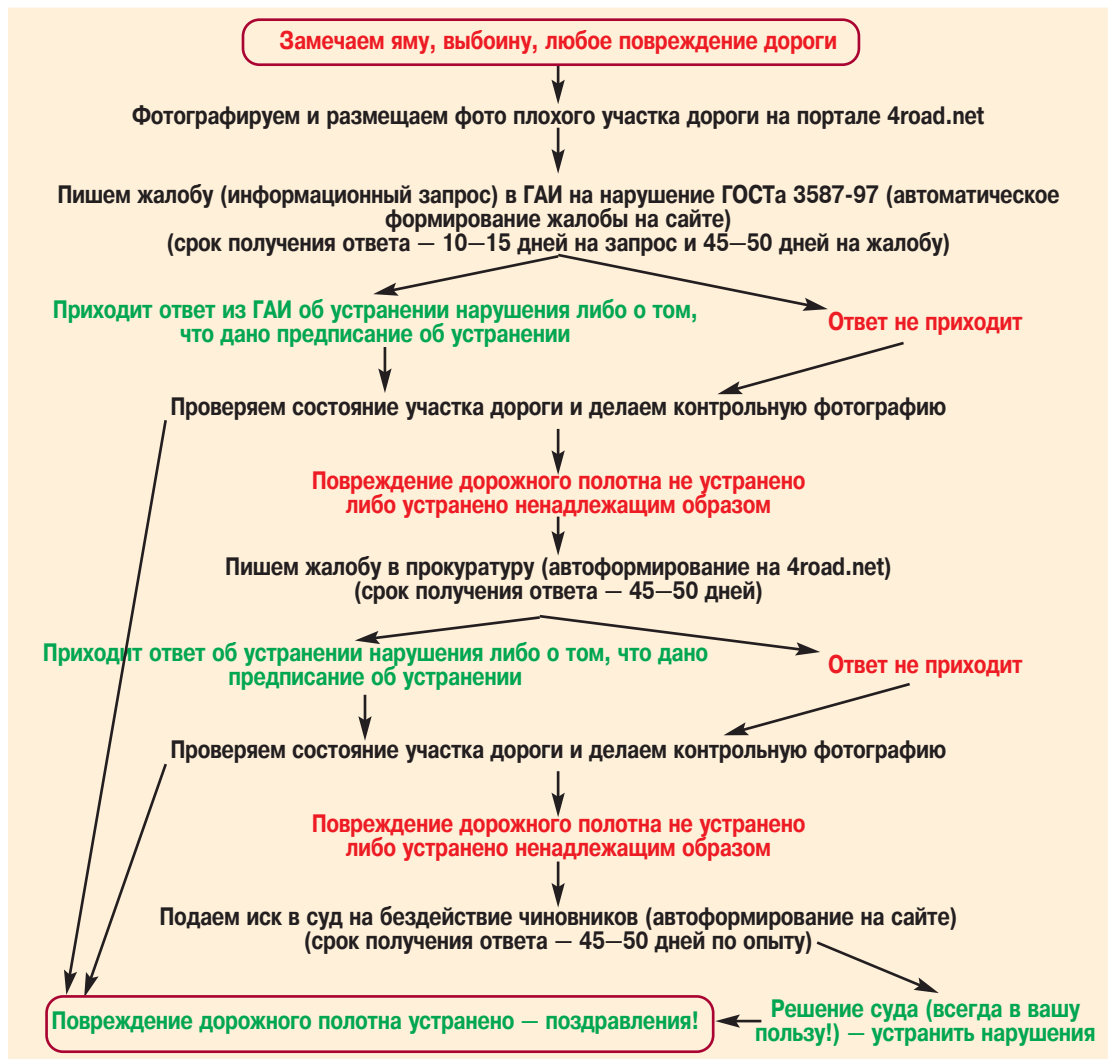 Замечаем яму, выбоину, любое повреждение дороги
Фотографируем и размещаем фото плохого участка дороги на портале 4road.net
Пишем жалобу (информационный запрос) в ГАИ на нарушение ГОСТа 3587-97 (автоматическое
формирование жалобы на сайте)
(срок получения ответа — 10—15 дней на запрос и 45—50 дней на жалобу)
Приходит ответ из ГАИ об устранении нарушения либо о том,
что дано предписание об устранении
Ответ не приходит
Проверяем состояние участка дороги и делаем контрольную фотографию
Повреждение дорожного полотна не устранено
либо устранено ненадлежащим образом
Пишем жалобу в прокуратуру (автоформирование на 4road.net)
(срок получения ответа — 45—50 дней)
Приходит ответ об устранении нарушения либо о том, что дано
предписание об устранении
Ответ не приходит
Проверяем состояние участка дороги и делаем контрольную фотографию
Повреждение дорожного полотна не устранено
либо устранено ненадлежащим образом
Подаем иск в суд на бездействие чиновников (автоформирование на сайте)
(срок получения ответа — 45—50 дней по опыту)
Решение суда (всегда в вашу
пользу!) — устранить нарушения
Повреждение дорожного полотна устранено — поздравления!